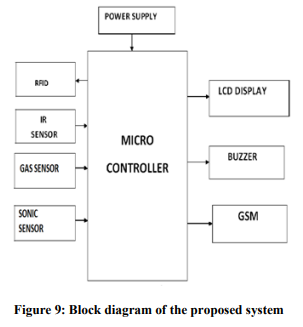 POWER SUPPLY
RFID
IR
SENSOR
GAS SENSOR
SONIC
SENSOR
MICRO
CONTROLLER
LCD DISPLAY
BUZZER
GSM
Figure 9: Block diagram of the proposed system